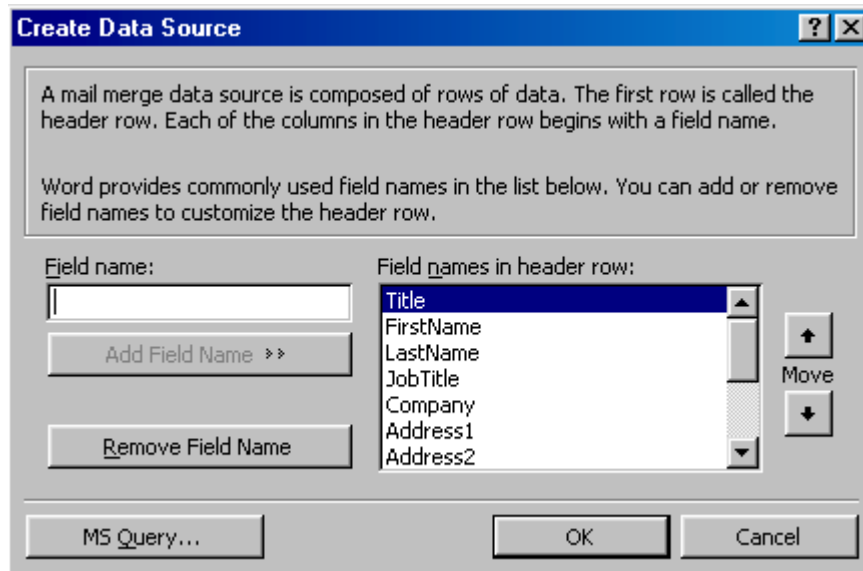 Create Data Source
A mail merge data source is composed of rows of data. The first row is called the
header row. Each of the columns in the header row begins with a field name.
Word provides commonly used field names in the list below. You can add or remove
field names to customize the header row.
Field name:
Field names in header row:
Add Field Name >>
Remove Field Name
Title
FirstName
LastName
JobTitle
Company
Address1
Address2
Move
MS Query...
OK
Cancel